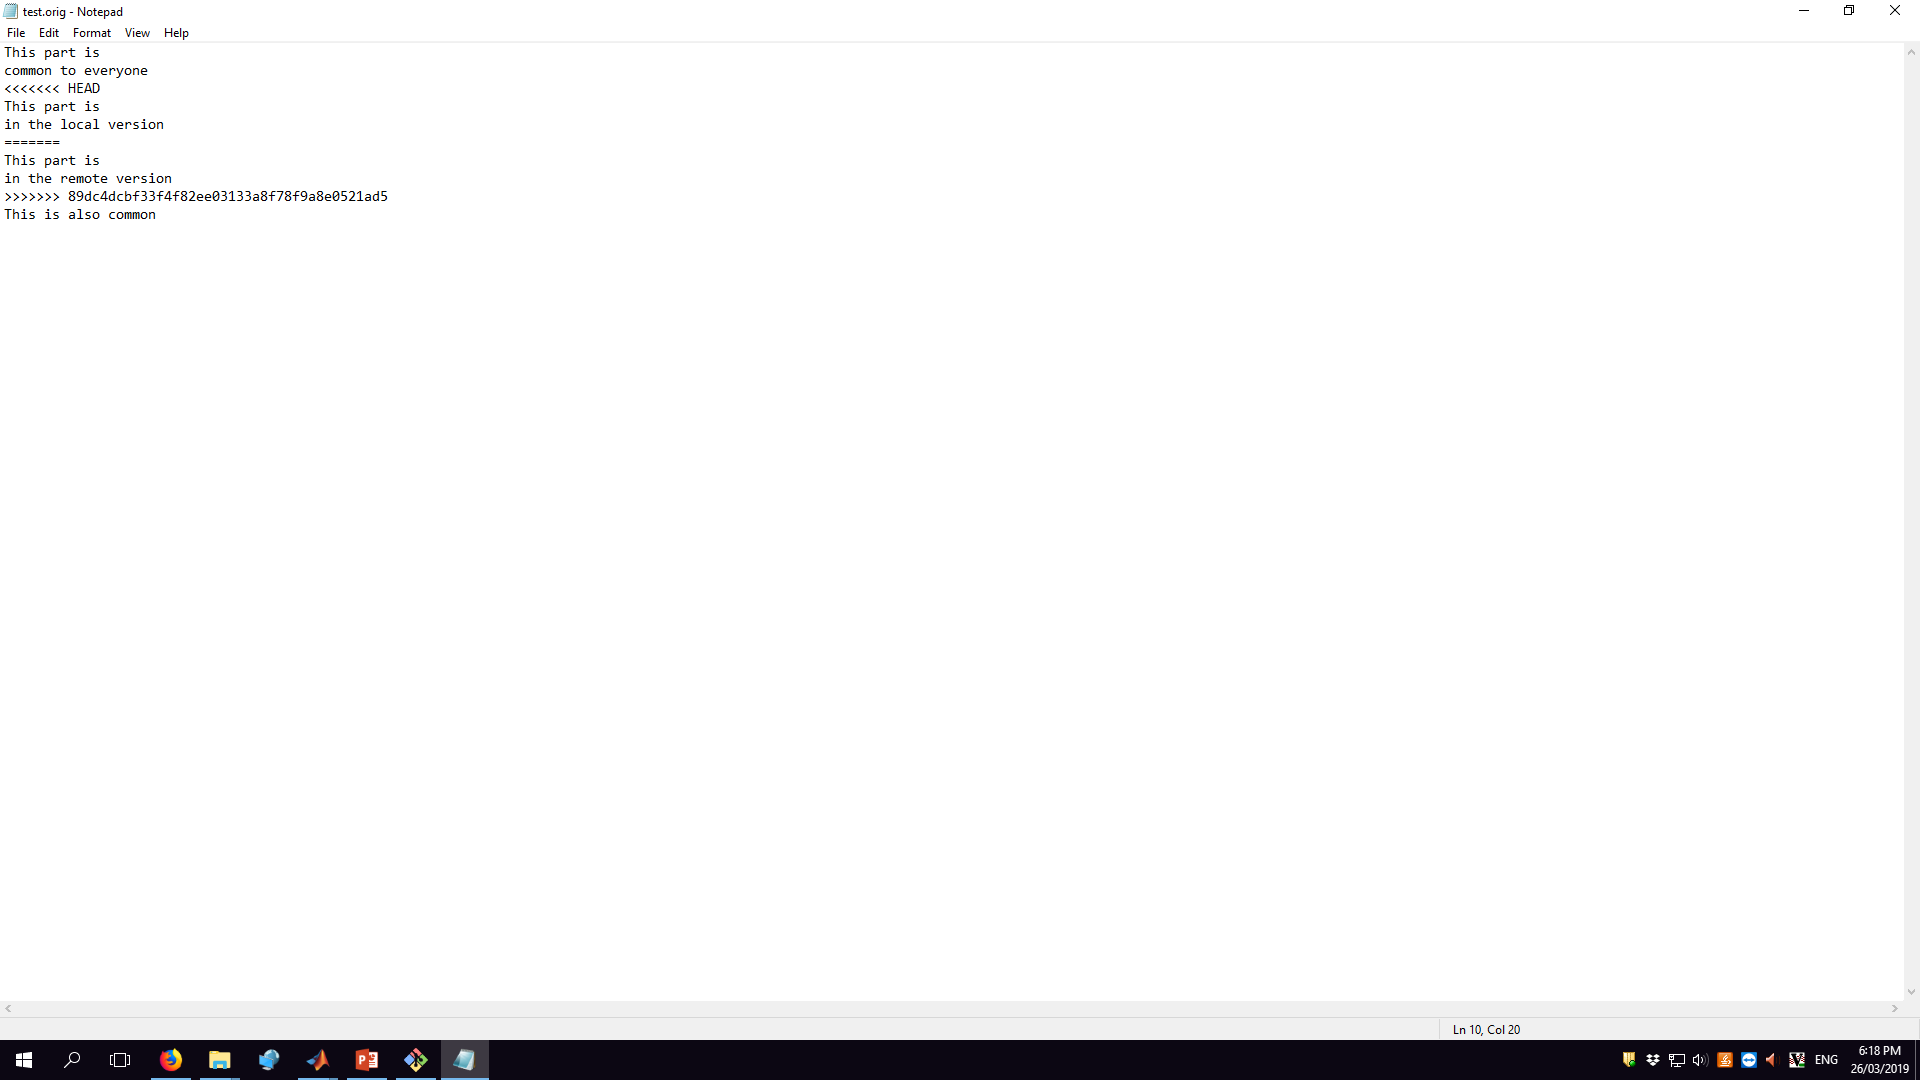 test.orig - Notepad
File Edit Format View Help
This part is
common to everyone
<<<<<<< HEAD
This part is
in the local version
=======
This part is
in the remote version
>>>>>>> 89dc4dcbf33f4f82ee03133a8f78f9a8e0521ad5
This is also common
Ln 10, Col 20
ENG
6:18 PM
26/03/2019